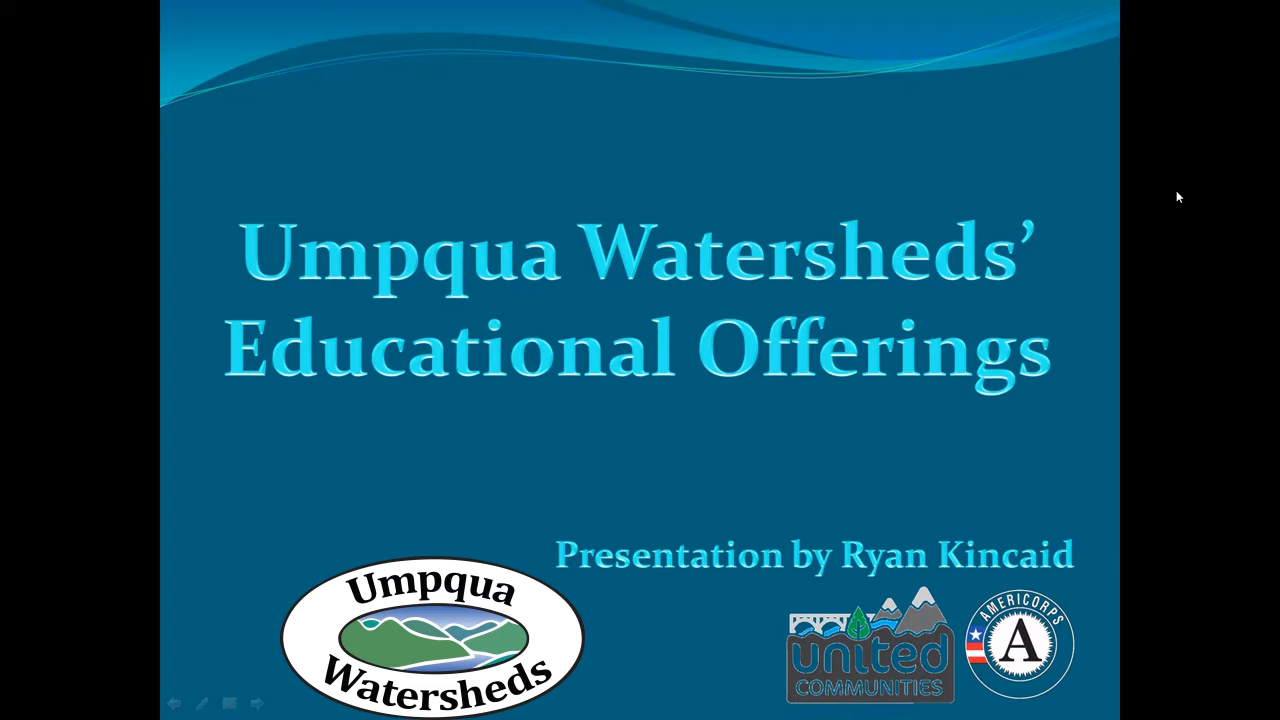 Umpqua Watersheds’
Educational Offerings
Presentation by Ryan Kincaid
Umpqua
Watersheds
united
COMMUNITIES
AMERICORPS
A